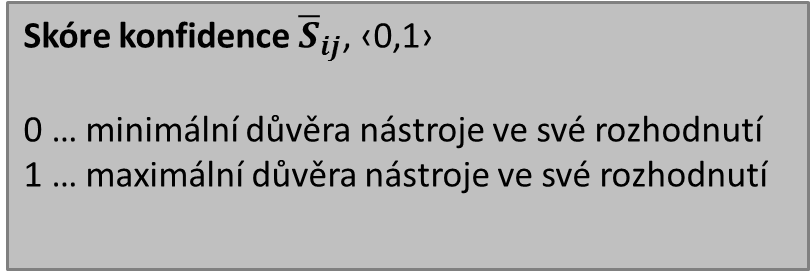 Skóre konfidence S̅ij, ‹0,1›
0 ... minimální důvěra nástroje ve své rozhodnutí
1 ... maximální důvěra nástroje ve své rozhodnutí